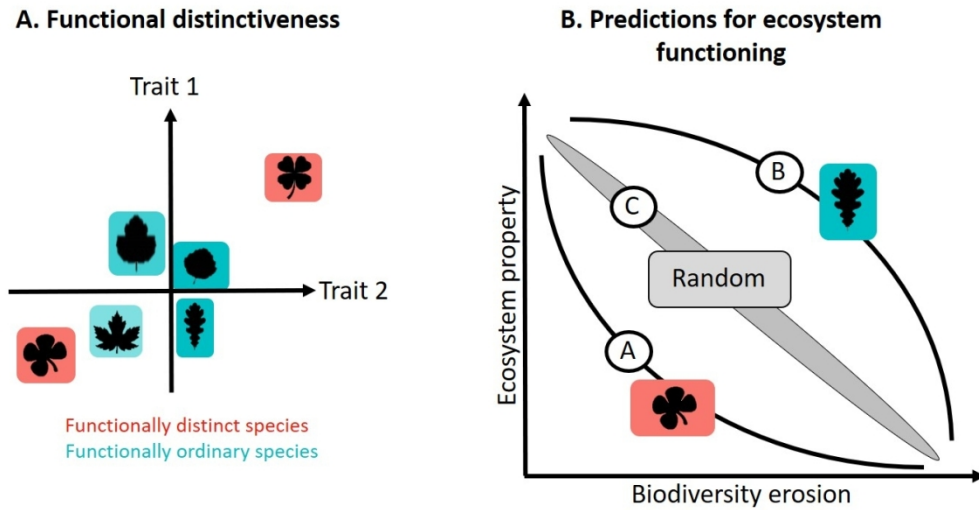 A. Functional distinctiveness
Trait 1
Trait 2
Functionally distinct species
Functionally ordinary species
B. Predictions for ecosystem
functioning
Ecosystem property
B
C
Random
A
Biodiversity erosion